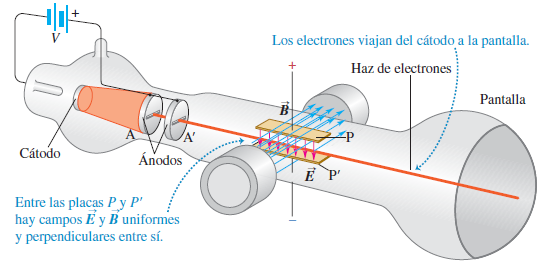 +
V
Los electrones viajan del cátodo a la pantalla.
+
Haz de electrones
Pantalla
B
P
A
A'
Cátodo
Ánodos
E
P'
Entre las placas P y P'
hay campos E y B uniformes
y perpendiculares entre sí.
–